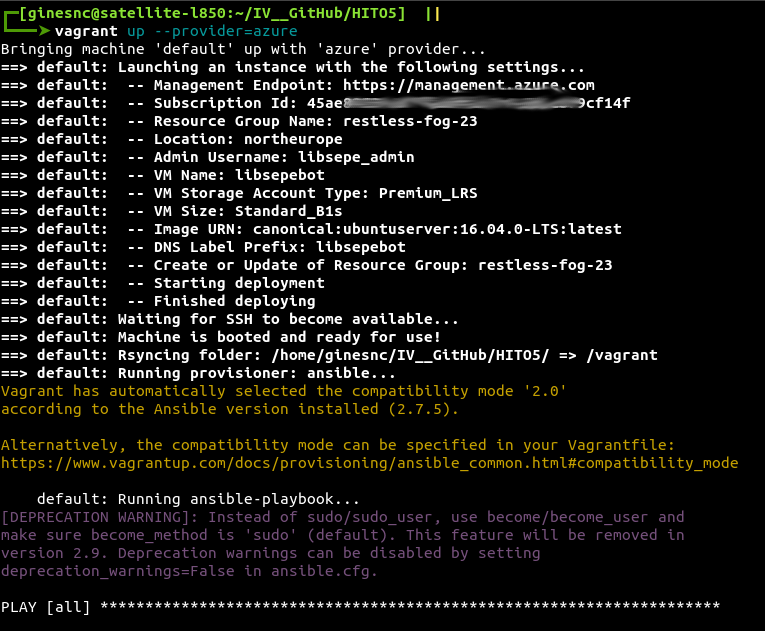 [ginesnc@satellite-l850:~/IV__GitHub/HITO5] ||
vagrant up --provider=azure
Bringing machine 'default' up with 'azure' provider...
==> default: Launching an instance with the following settings...
==> default:  -- Management Endpoint: https://management.azure.com
==> default:  -- Subscription Id: 45ae 9cf14f
==> default:  -- Resource Group Name: restless-fog-23
==> default:  -- Location: northeurope
==> default:  -- Admin Username: libsepe_admin
==> default:  -- VM Name: libsepebot
==> default:  -- VM Storage Account Type: Premium_LRS
==> default:  -- VM Size: Standard_B1s
==> default:  -- Image URN: canonical:ubuntuserver:16.04.0-LTS:latest
==> default:  -- DNS Label Prefix: libsepebot
==> default:  -- Create or Update of Resource Group: restless-fog-23
==> default:  -- Starting deployment
==> default:  -- Finished deploying
==> default: Waiting for SSH to become available...
==> default: Machine is booted and ready for use!
==> default: Rsyncing folder: /home/ginesnc/IV__GitHub/HITO5/ => /vagrant
==> default: Running provisioner: ansible...
Vagrant has automatically selected the compatibility mode '2.0'
according to the Ansible version installed (2.7.5).

Alternatively, the compatibility mode can be specified in your Vagrantfile:
https://www.vagrantup.com/docs/provisioning/ansible_common.html#compatibility_mode

    default: Running ansible-playbook...
[DEPRECATION WARNING]: Instead of sudo/sudo_user, use become/become_user and
make sure become_method is 'sudo' (default). This feature will be removed in
version 2.9. Deprecation warnings can be disabled by setting
deprecation_warnings=False in ansible.cfg.

PLAY [all] *********************************************************************